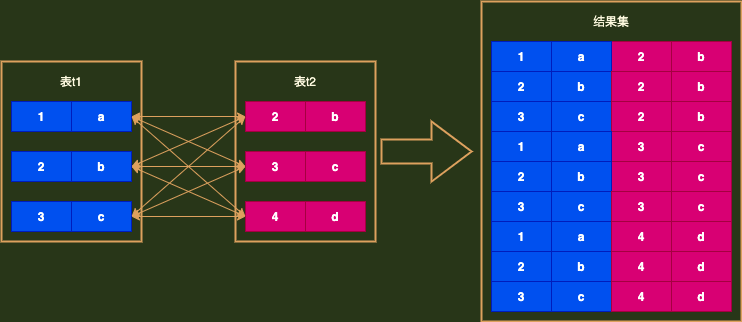 表t1
1 a
2 b
3 c
表t2
2 b
3 c
4 d
结果集
1 a 2 b
2 b 2 b
3 c 2 b
1 a 3 c
2 b 3 c
3 c 3 c
1 a 4 d
2 b 4 d
3 c 4 d